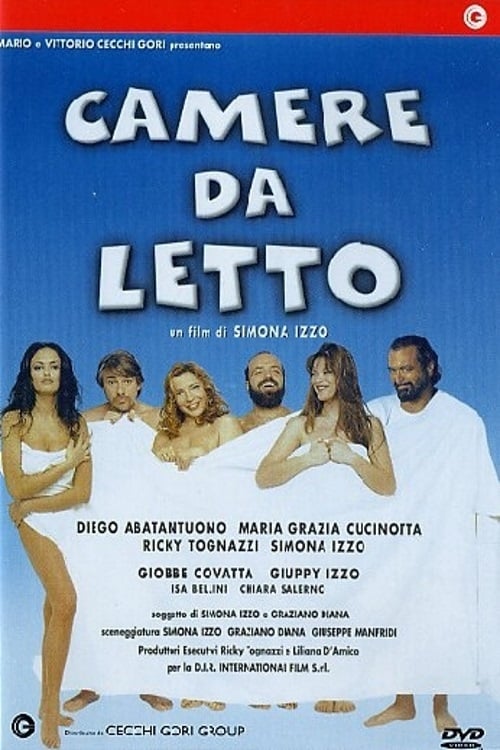 MARIO e VITTORIO CECCHI GORI presentano
CAMERE
DA
LETTO
un film di SIMONA IZZO
DIEGO ABATANTUONO MARIA GRAZIA CUCINOTTA
RICKY TOGNAZZI SIMONA IZZO
GIOBBE COVATTA GIUPPY IZZO
ISA BELLINI CHIARA SALERNO
soggetto di SIMONA IZZO e GRAZIANO DIANA
sceneggiatura SIMONA IZZO GRAZIANO DIANA GIUSEPPE MANFRIDI
Produttori Esecutivi Ricky Tognazzi e Liliana D'Amico
per la D.I.R. INTERNATIONAL FILM S.r.l.
Distribuito da CECCHI GORI GROUP
DVD
VIDEO